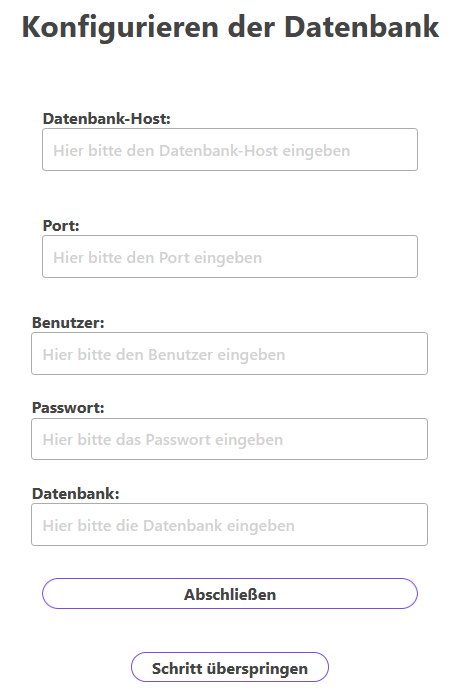 Konfigurieren der Datenbank
Datenbank-Host:
Hier bitte den Datenbank-Host eingeben
Port:
Hier bitte den Port eingeben
Benutzer:
Hier bitte den Benutzer eingeben
Passwort:
Hier bitte das Passwort eingeben
Datenbank:
Hier bitte die Datenbank eingeben
Abschließen
Schritt überspringen